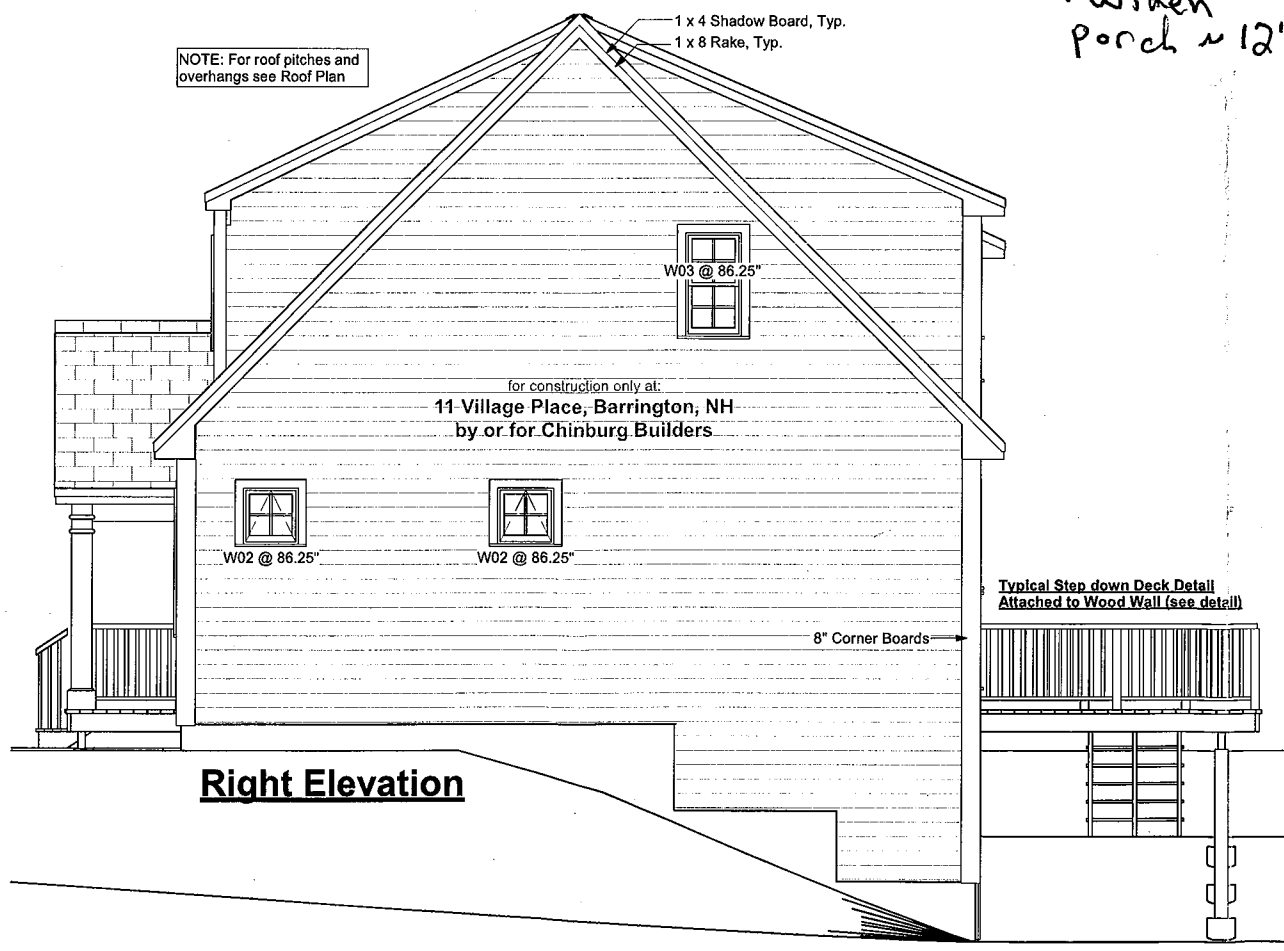 porch ~ 12'
1 x 4 Shadow Board, Typ.
1 x 8 Rake, Typ.
NOTE: For roof pitches and
overhangs see Roof Plan
W03 @ 86.25"
for construction only at:
11 Village Place, Barrington, NH
by or for Chinburg Builders
W02 @ 86.25"
W02 @ 86.25"
Typical Step down Deck Detail
Attached to Wood Wall (see detail)
8" Corner Boards
Right Elevation